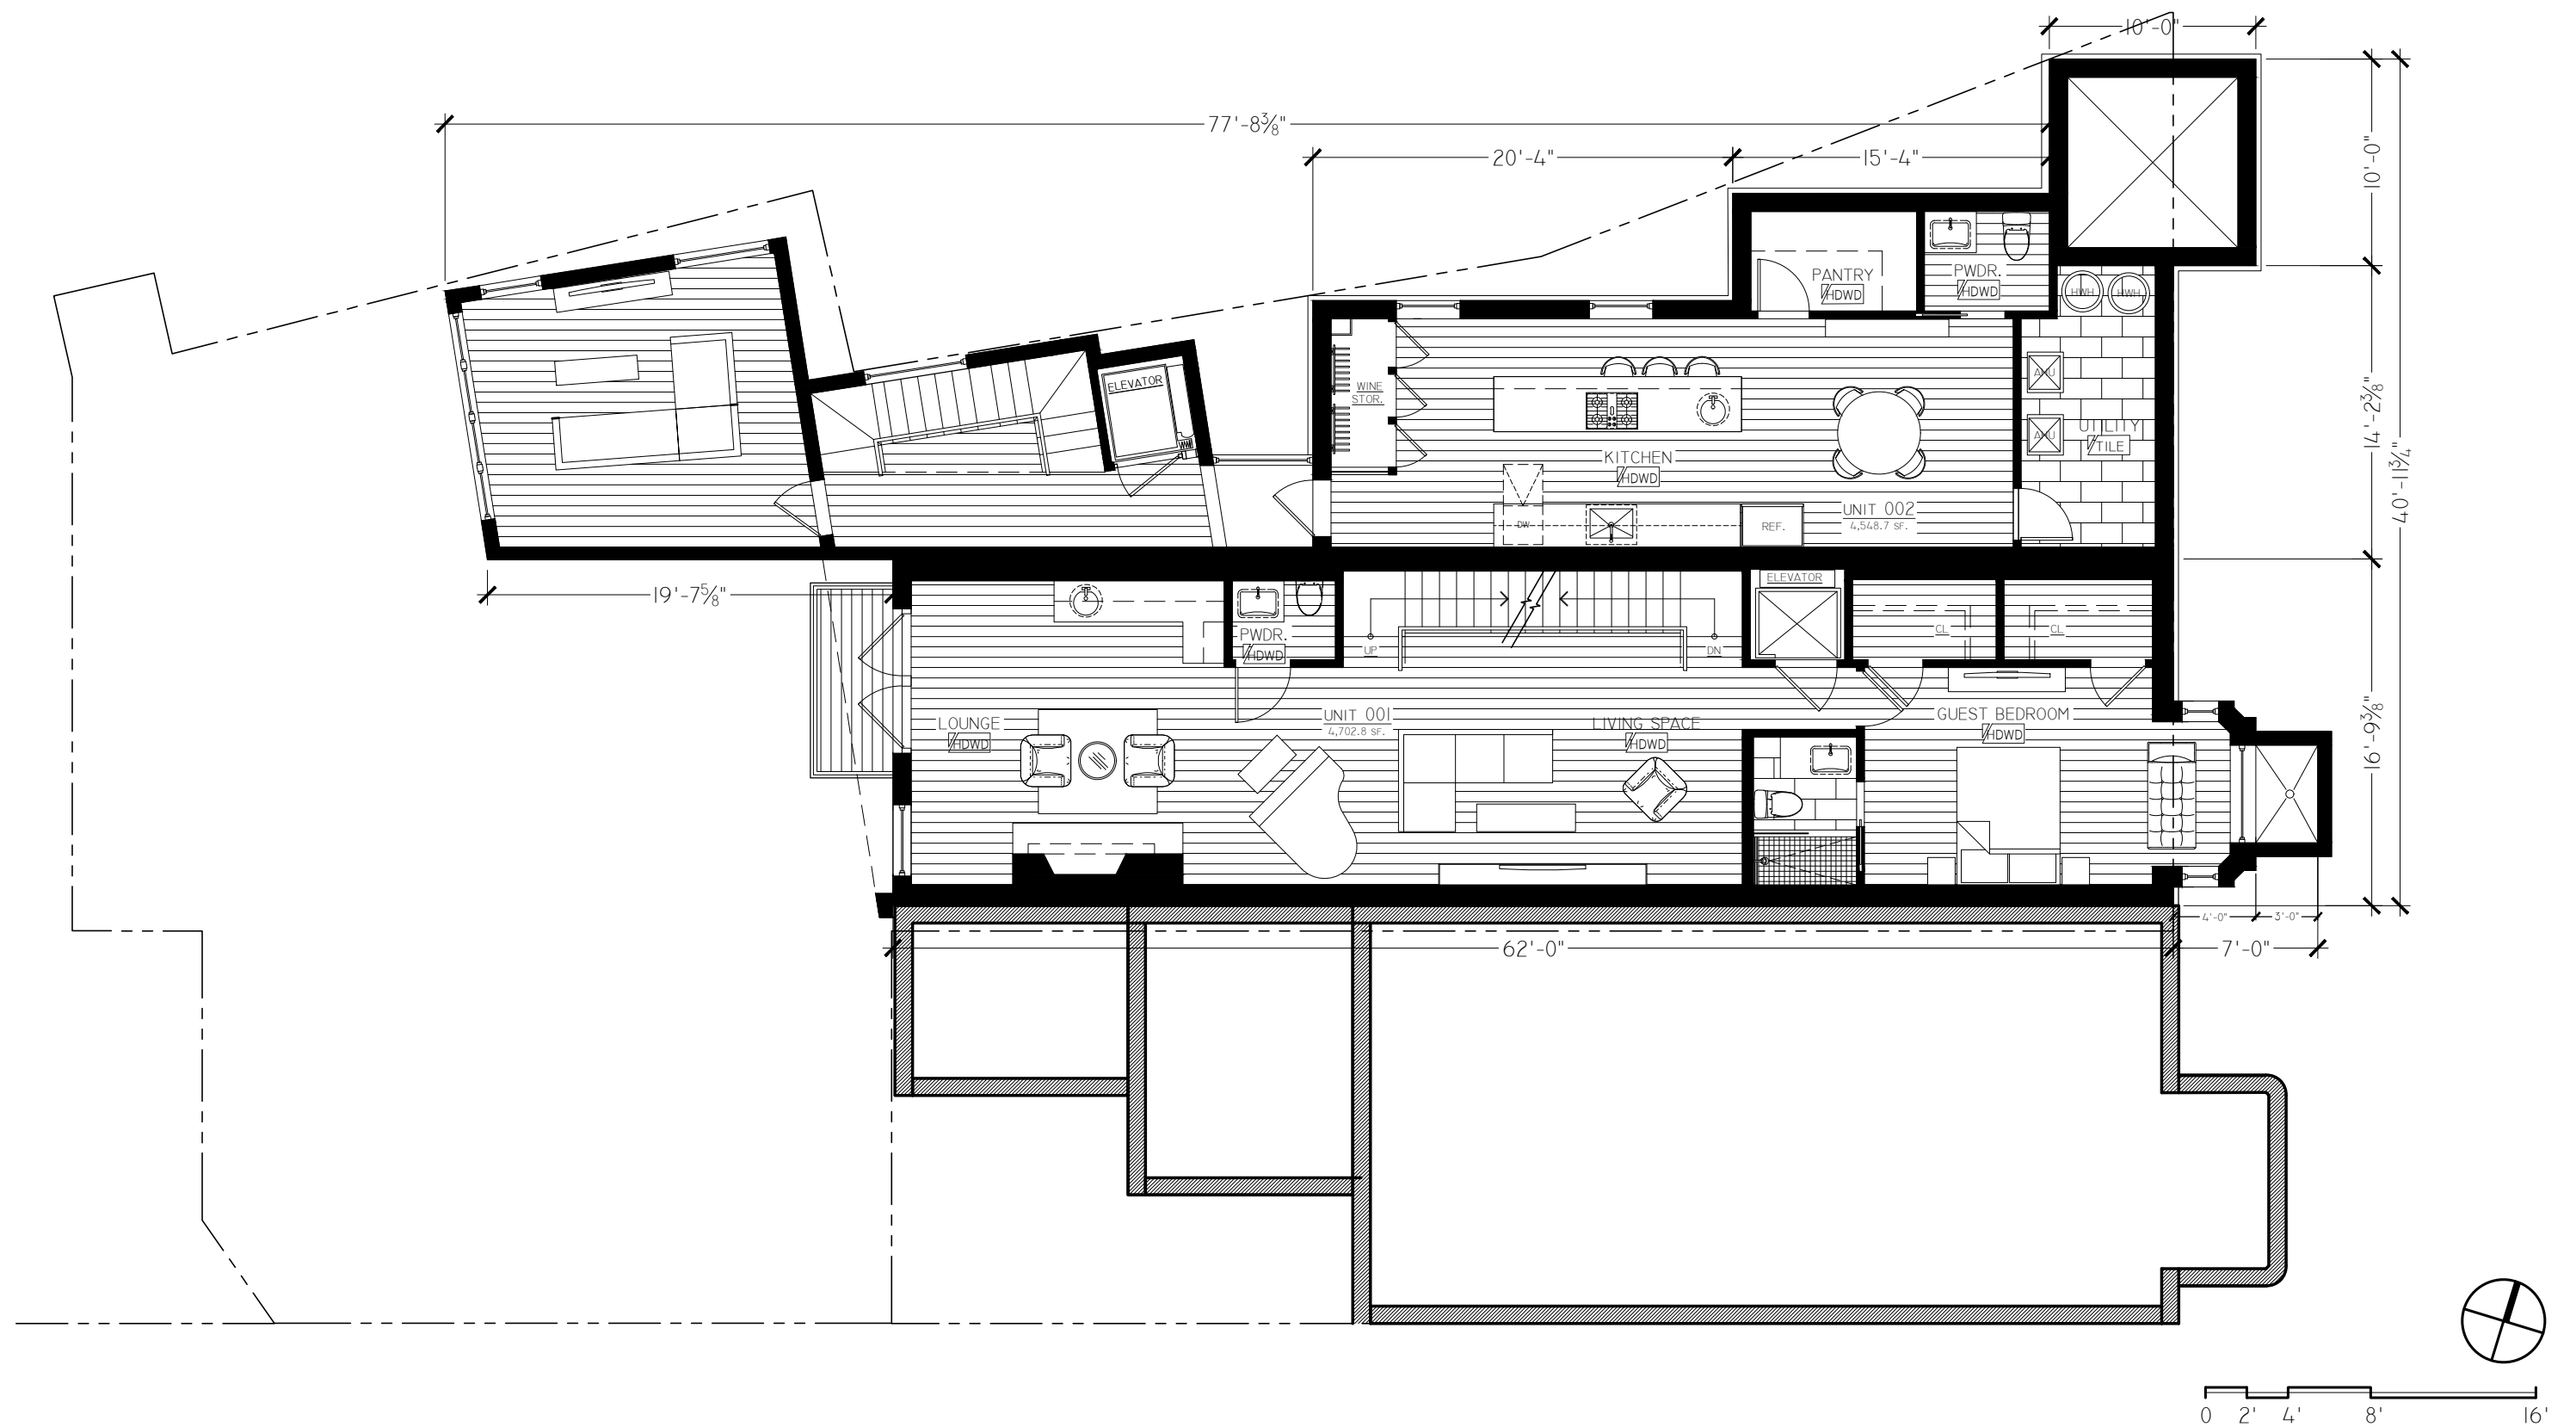 10'-0"
77'-8⅜"
20'-4"
15'-4"
10'-0"
PANTRY
HDWD
PWDR.
HDWD
HWH
HWH
ELEVATOR
WINE
STOR.
AHU
AHU
UTILITY
TILE
14'-2⅜"
40'-1¾"
KITCHEN
HDWD
DW
REF.
UNIT 002
4,548.7 SF.
19'-7⅝"
ELEVATOR
PWDR.
HDWD
UP
DN
CL
CL
LOUNGE
HDWD
UNIT 001
4,702.8 SF.
LIVING SPACE
HDWD
GUEST BEDROOM
HDWD
16'-9⅜"
4'-0"
3'-0"
62'-0"
7'-0"
0 2' 4' 8' 16'